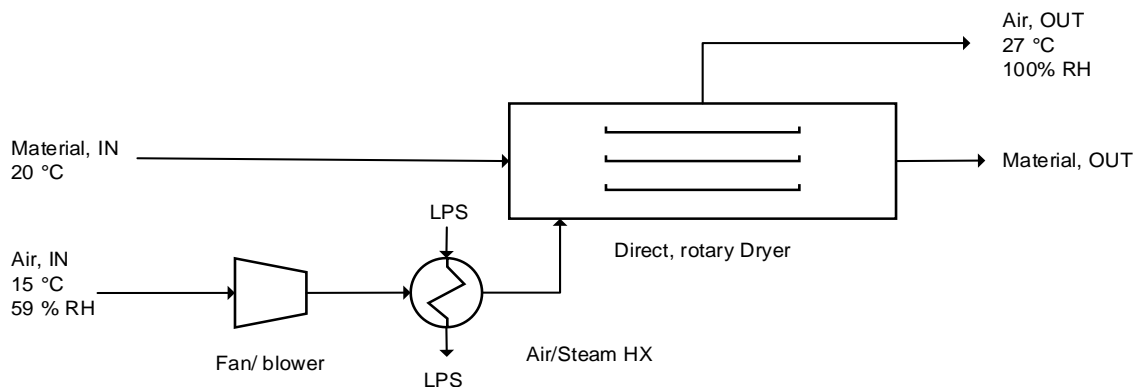 Air, OUT
27 °C
100% RH
Material, IN
20 °C
Material, OUT
LPS
Direct, rotary Dryer
Air, IN
15 °C
59 % RH
Fan/ blower
Air/Steam HX
LPS